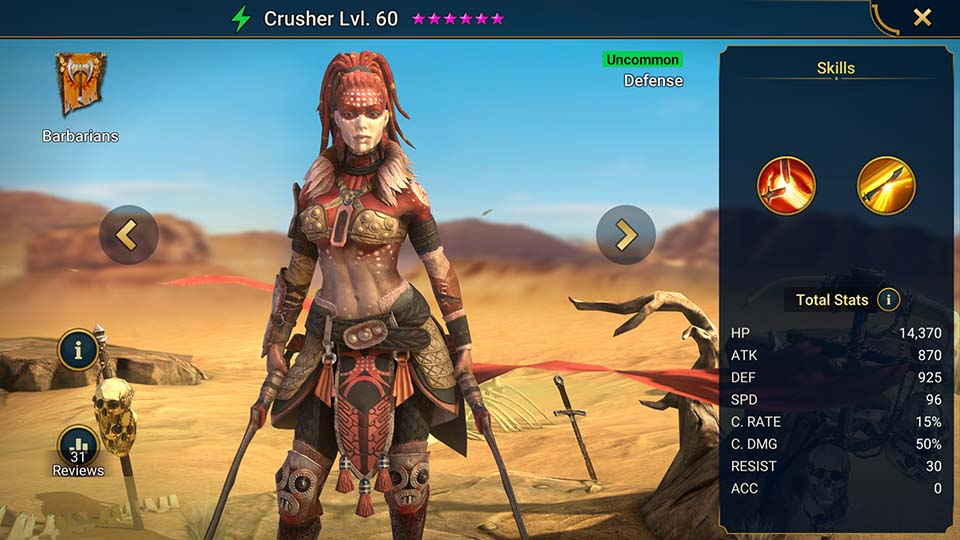 Crusher Lvl. 60
Barbarians
Uncommon
Defense
Skills
Total Stats i
HP 14,370
ATK 870
DEF 925
SPD 96
C. RATE 15%
C. DMG 50%
RESIST 30
ACC 0
i
31
Reviews